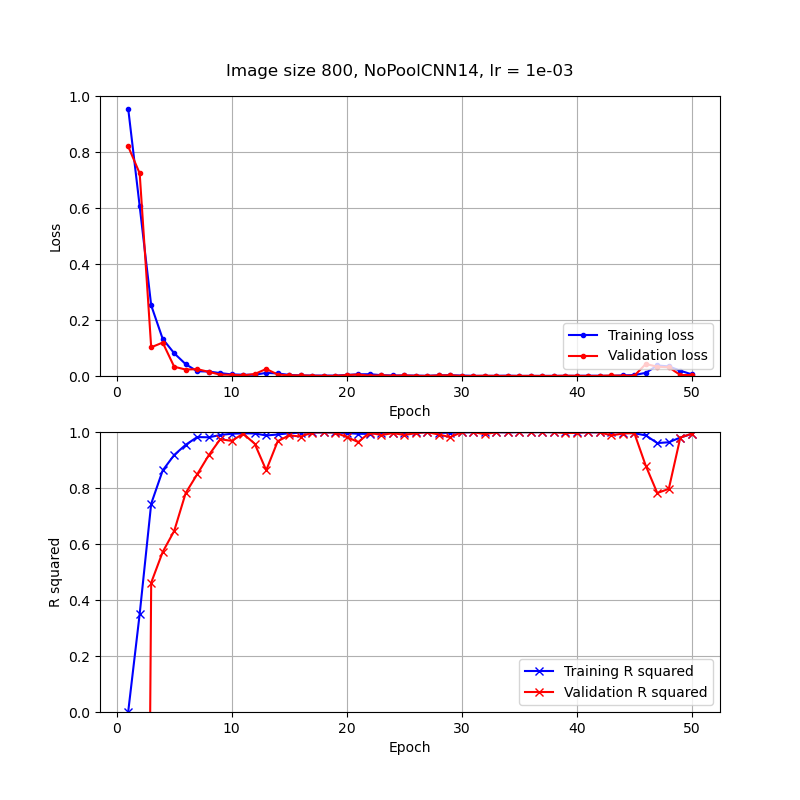 Image size 800, NoPoolCNN14, lr = 1e-03
1.0
0.8
0.6
0.4
0.2
0.0
Loss
Training loss
Validation loss
0 10 20 30 40 50
Epoch
1.0
0.8
0.6
0.4
0.2
0.0
R squared
Training R squared
Validation R squared
0 10 20 30 40 50
Epoch